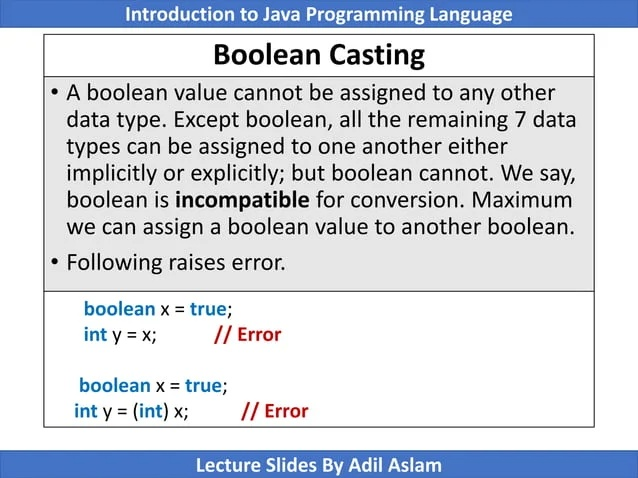 Introduction to Java Programming Language
Boolean Casting
• A boolean value cannot be assigned to any other
data type. Except boolean, all the remaining 7 data
types can be assigned to one another either
implicitly or explicitly; but boolean cannot. We say,
boolean is incompatible for conversion. Maximum
we can assign a boolean value to another boolean.
• Following raises error.
boolean x = true;
int y = x; // Error
boolean x = true;
int y = (int) x; // Error
Lecture Slides By Adil Aslam